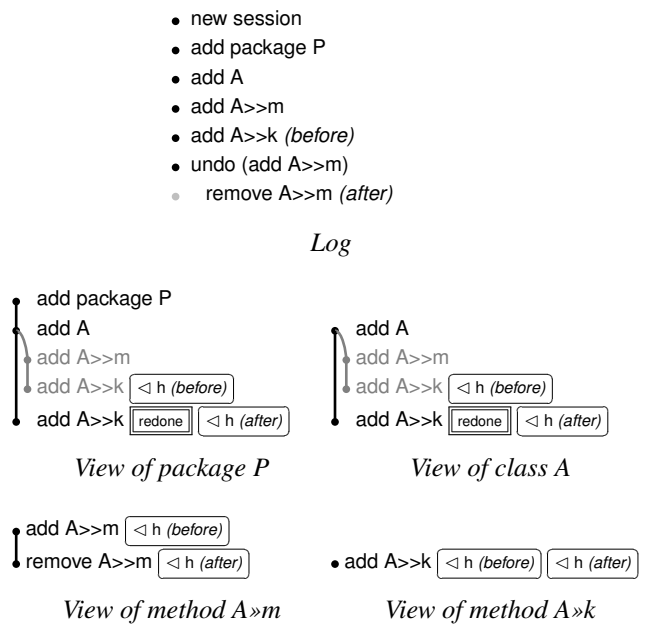 new session
add package P
add A
add A>>m
add A>>k (before)
undo (add A>>m)
remove A>>m (after)
Log
add package P
add A
add A>>m
add A>>k ◁ h (before)
add A>>k redone ◁ h (after)
View of package P
add A
add A>>m
add A>>k ◁ h (before)
add A>>k redone ◁ h (after)
View of class A
add A>>m ◁ h (before)
remove A>>m ◁ h (after)
View of method A»m
add A>>k ◁ h (before) ◁ h (after)
View of method A»k